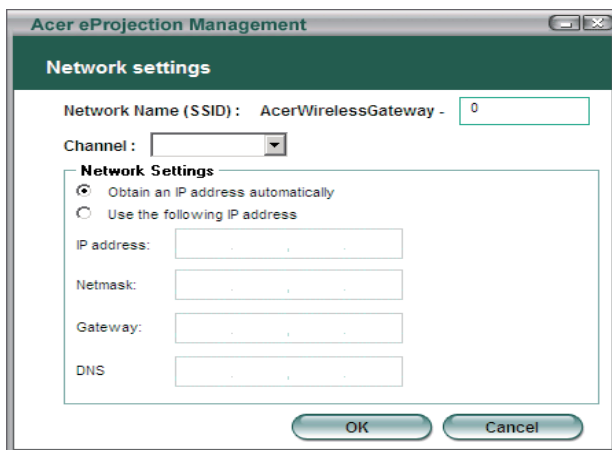 Acer eProjection Management
Network settings
Network Name (SSID) : AcerWirelessGateway - 0
Channel :
Network Settings
Obtain an IP address automatically
Use the following IP address
IP address:
Netmask:
Gateway:
DNS
OK Cancel